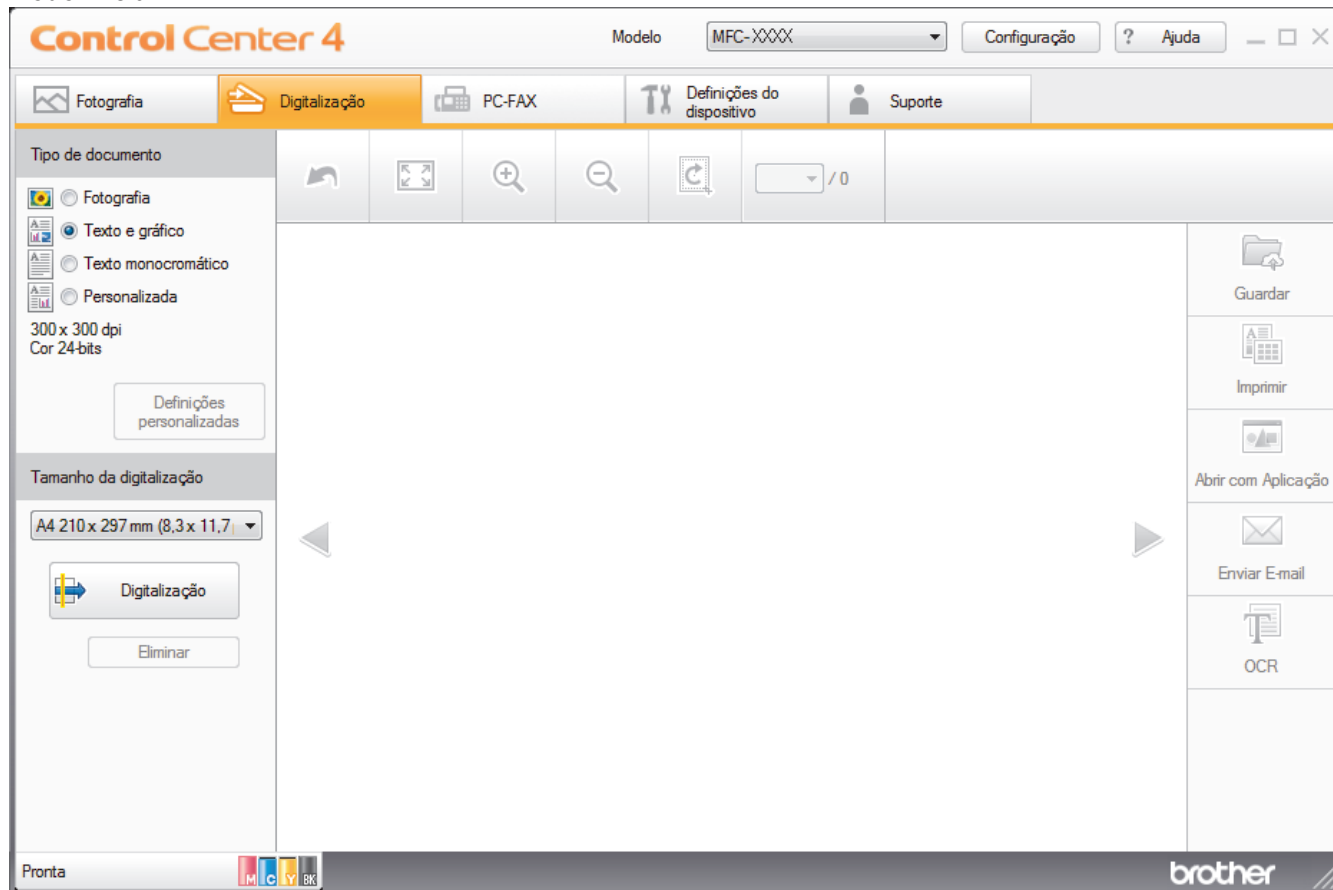 Control Center 4
Modelo
MFC-XXXX
Configuração
? Ajuda
Fotografia
Digitalização
PC-FAX
Definições do
dispositivo
Suporte
Tipo de documento
/ 0
Fotografia
Texto e gráfico
Texto monocromático
Personalizada
300 x 300 dpi
Cor 24-bits
Definições
personalizadas
Tamanho da digitalização
A4 210 x 297 mm (8,3 x 11,7
Digitalização
Eliminar
Guardar
Imprimir
Abrir com Aplicação
Enviar E-mail
OCR
Pronta
M C Y BK
brother